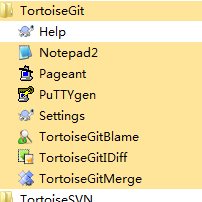 TortoiseGit
Help
Notepad2
Pageant
PuTTYgen
Settings
TortoiseGitBlame
TortoiseGitIDiff
TortoiseGitMerge
TortoiseSVN